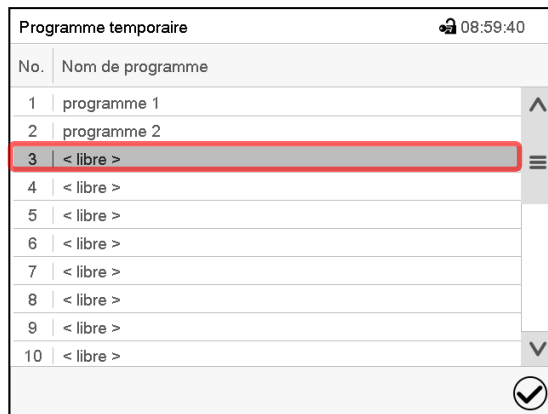 Programme temporaire 08:59:40
No. Nom de programme
1 programme 1
2 programme 2
3 < libre >
4 < libre >
5 < libre >
6 < libre >
7 < libre >
8 < libre >
9 < libre >
10 < libre >